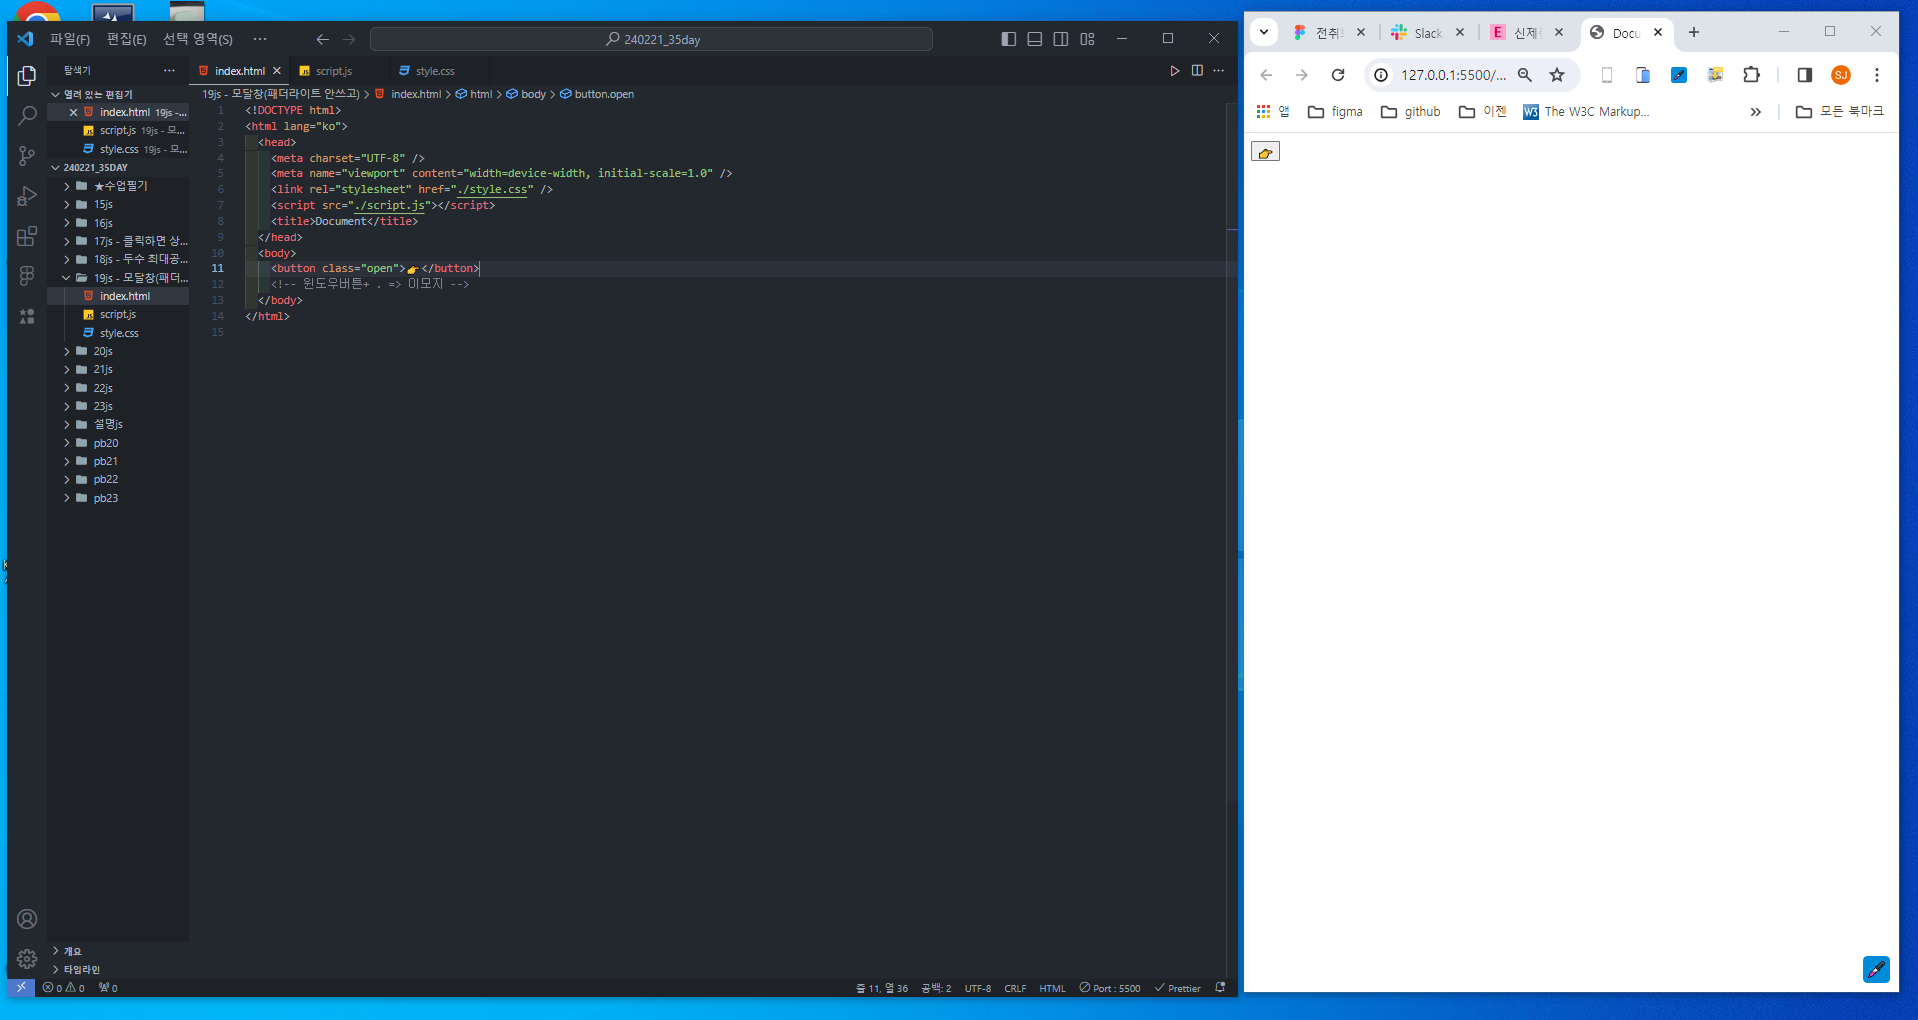 파일(F) 편집(E) 선택 영역(S) ···
240221_35day
탐색기 ···
열려 있는 편집기
index.html 19js -...
script.js 19js - 모...
style.css 19js - 모...
240221_35DAY
★수업필기
15js
16js
17js - 클릭하면 상...
18js - 두수 최대공...
19js - 모달창(패더...
index.html
script.js
style.css
20js
21js
22js
23js
설명js
pb20
pb21
pb22
pb23
개요
타임라인
index.html script.js style.css
19js - 모달창(패더라이트 안쓰고) > index.html > html > body > button.open
1 <!DOCTYPE html>
2 <html lang="ko">
3 <head>
4 <meta charset="UTF-8" />
5 <meta name="viewport" content="width=device-width, initial-scale=1.0" />
6 <link rel="stylesheet" href="./style.css" />
7 <script src="./script.js"></script>
8 <title>Document</title>
9 </head>
10 <body>
11 <button class="open">👉</button>
12 <!-- 윈도우버튼+ . => 이모지 -->
13 </body>
14 </html>
15
0 0 0
줄 11, 열 36 공백: 2 UTF-8 CRLF HTML Port : 5500 Prettier
전취 Slack E 신제 Docu
127.0.0.1:5500/...
SJ
앱 figma github 이젠 W3 The W3C Markup... » 모든 북마크
👉